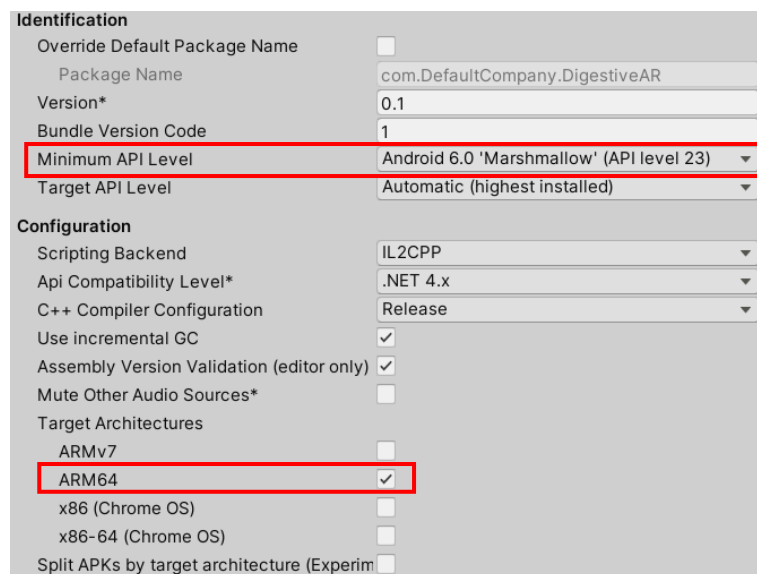 Identification
Override Default Package Name
Package Name com.DefaultCompany.DigestiveAR
Version* 0.1
Bundle Version Code 1
Minimum API Level Android 6.0 'Marshmallow' (API level 23)
Target API Level Automatic (highest installed)
Configuration
Scripting Backend IL2CPP
Api Compatibility Level* .NET 4.x
C++ Compiler Configuration Release
Use incremental GC
Assembly Version Validation (editor only)
Mute Other Audio Sources*
Target Architectures
ARMv7
ARM64
x86 (Chrome OS)
x86-64 (Chrome OS)
Split APKs by target architecture (Experim